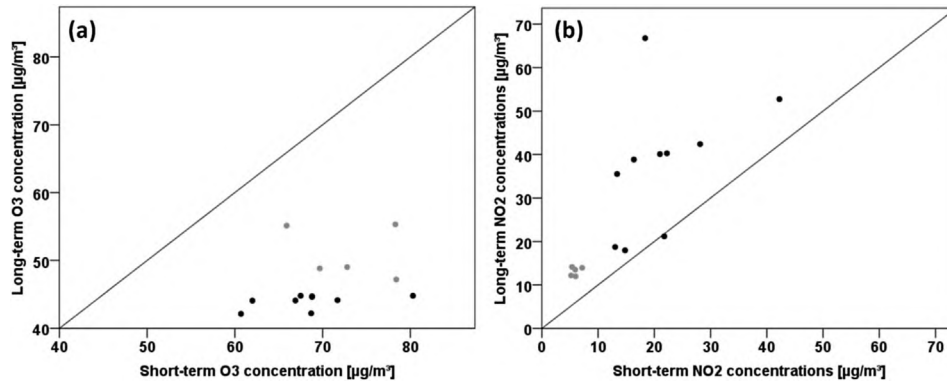 (a)
Long-term O3 concentration [µg/m³]
80
70
60
50
40
40 50 60 70 80
Short-term O3 concentration [µg/m³]
(b)
Long-term NO2 concentrations [µg/m³]
70
60
50
40
30
20
10
0
0 10 20 30 40 50 60 70
Short-term NO2 concentrations [µg/m³]